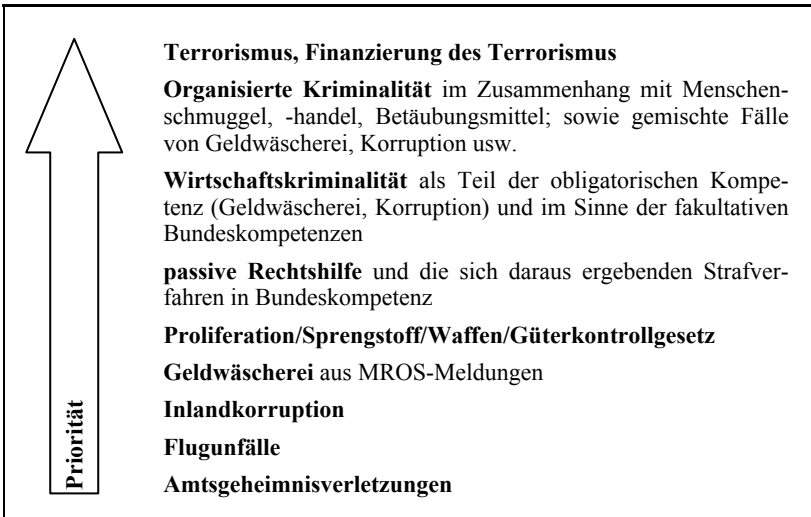 Terrorismus, Finanzierung des Terrorismus
Organisierte Kriminalität im Zusammenhang mit Menschen-
schmuggel, -handel, Betäubungsmittel; sowie gemischte Fälle
von Geldwäscherei, Korruption usw.
Wirtschaftskriminalität als Teil der obligatorischen Kompe-
tenz (Geldwäscherei, Korruption) und im Sinne der fakultativen
Bundeskompetenzen
passive Rechtshilfe und die sich daraus ergebenden Strafver-
fahren in Bundeskompetenz
Proliferation/Sprengstoff/Waffen/Güterkontrollgesetz
Geldwäscherei aus MROS-Meldungen
Inlandkorruption
Flugunfälle
Amtsgeheimnisverletzungen
Priorität